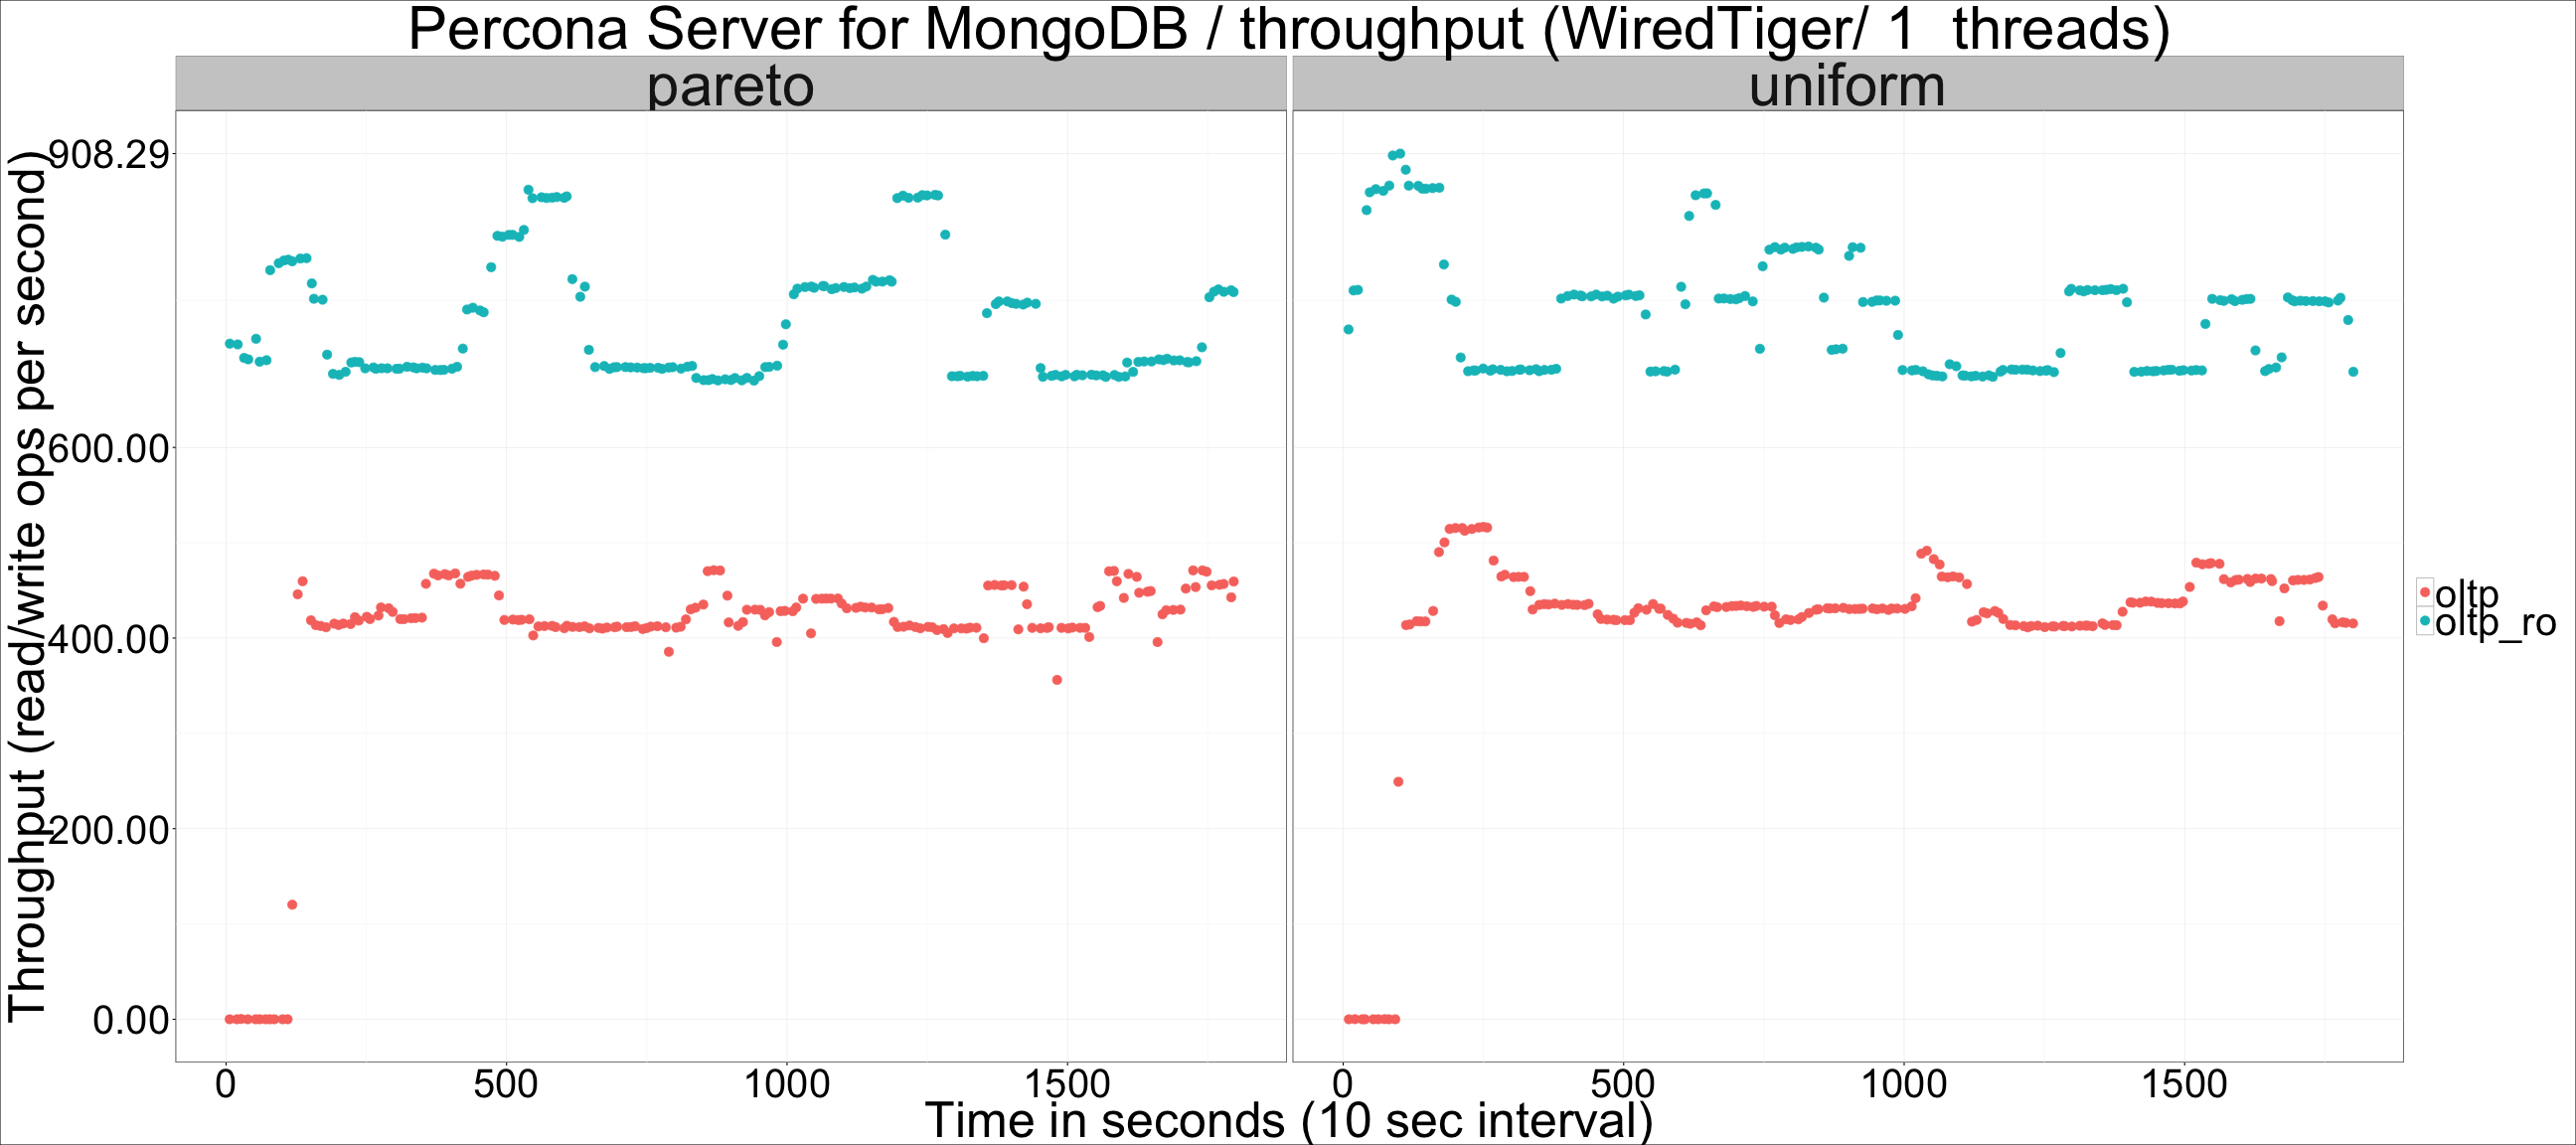 Percona Server for MongoDB / throughput (WiredTiger/ 1  threads)
pareto
uniform
Throughput (read/write ops per second)
908.29
600.00
400.00
200.00
0.00
0 500 1000 1500
0 500 1000 1500
Time in seconds (10 sec interval)
oltp
oltp_ro